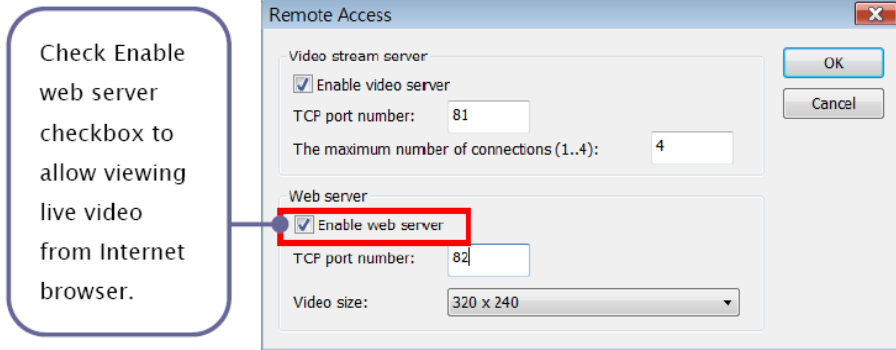 Check Enable
web server
checkbox to
allow viewing
live video
from Internet
browser.
Remote Access
Video stream server
Enable video server
TCP port number: 81
The maximum number of connections (1..4): 4
Web server
Enable web server
TCP port number: 82
Video size: 320 x 240
OK
Cancel